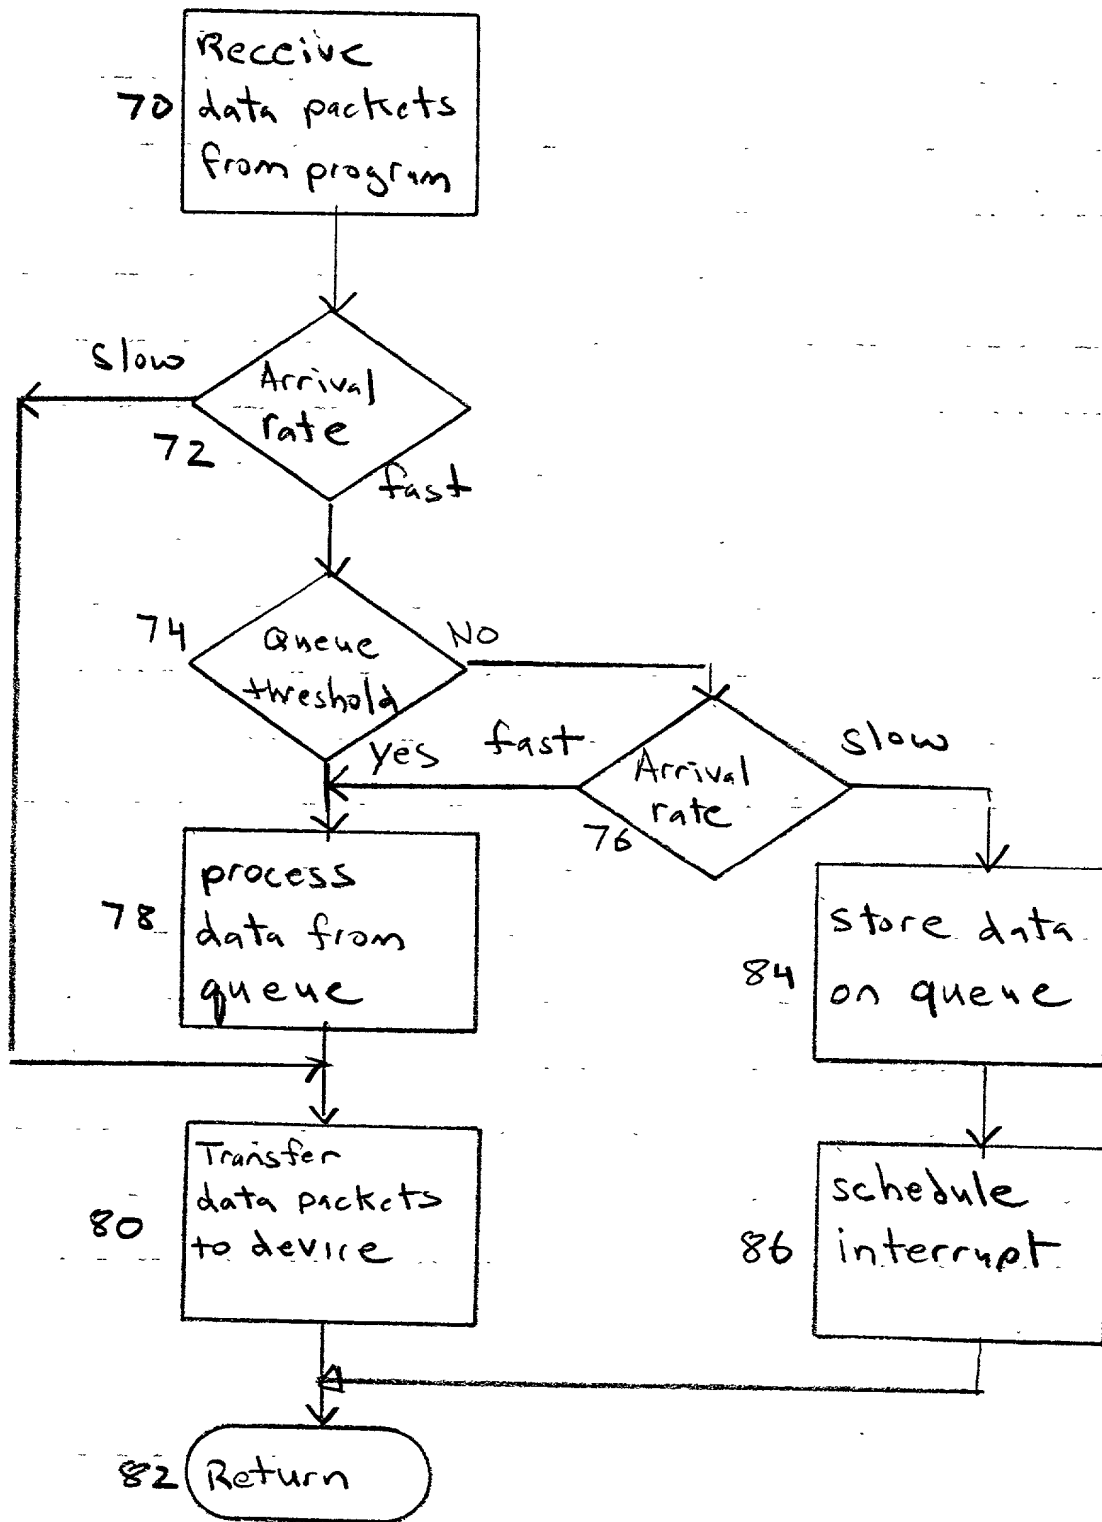 Receive
70 data packets
from program
slow
Arrival
rate
72
fast
74
Queue
threshold
NO
yes
fast
slow
Arrival
rate
76
process
78 data from
queue
store data
84 on queue
Transfer
data packets
80 to device
schedule
86 interrupt
82 Return